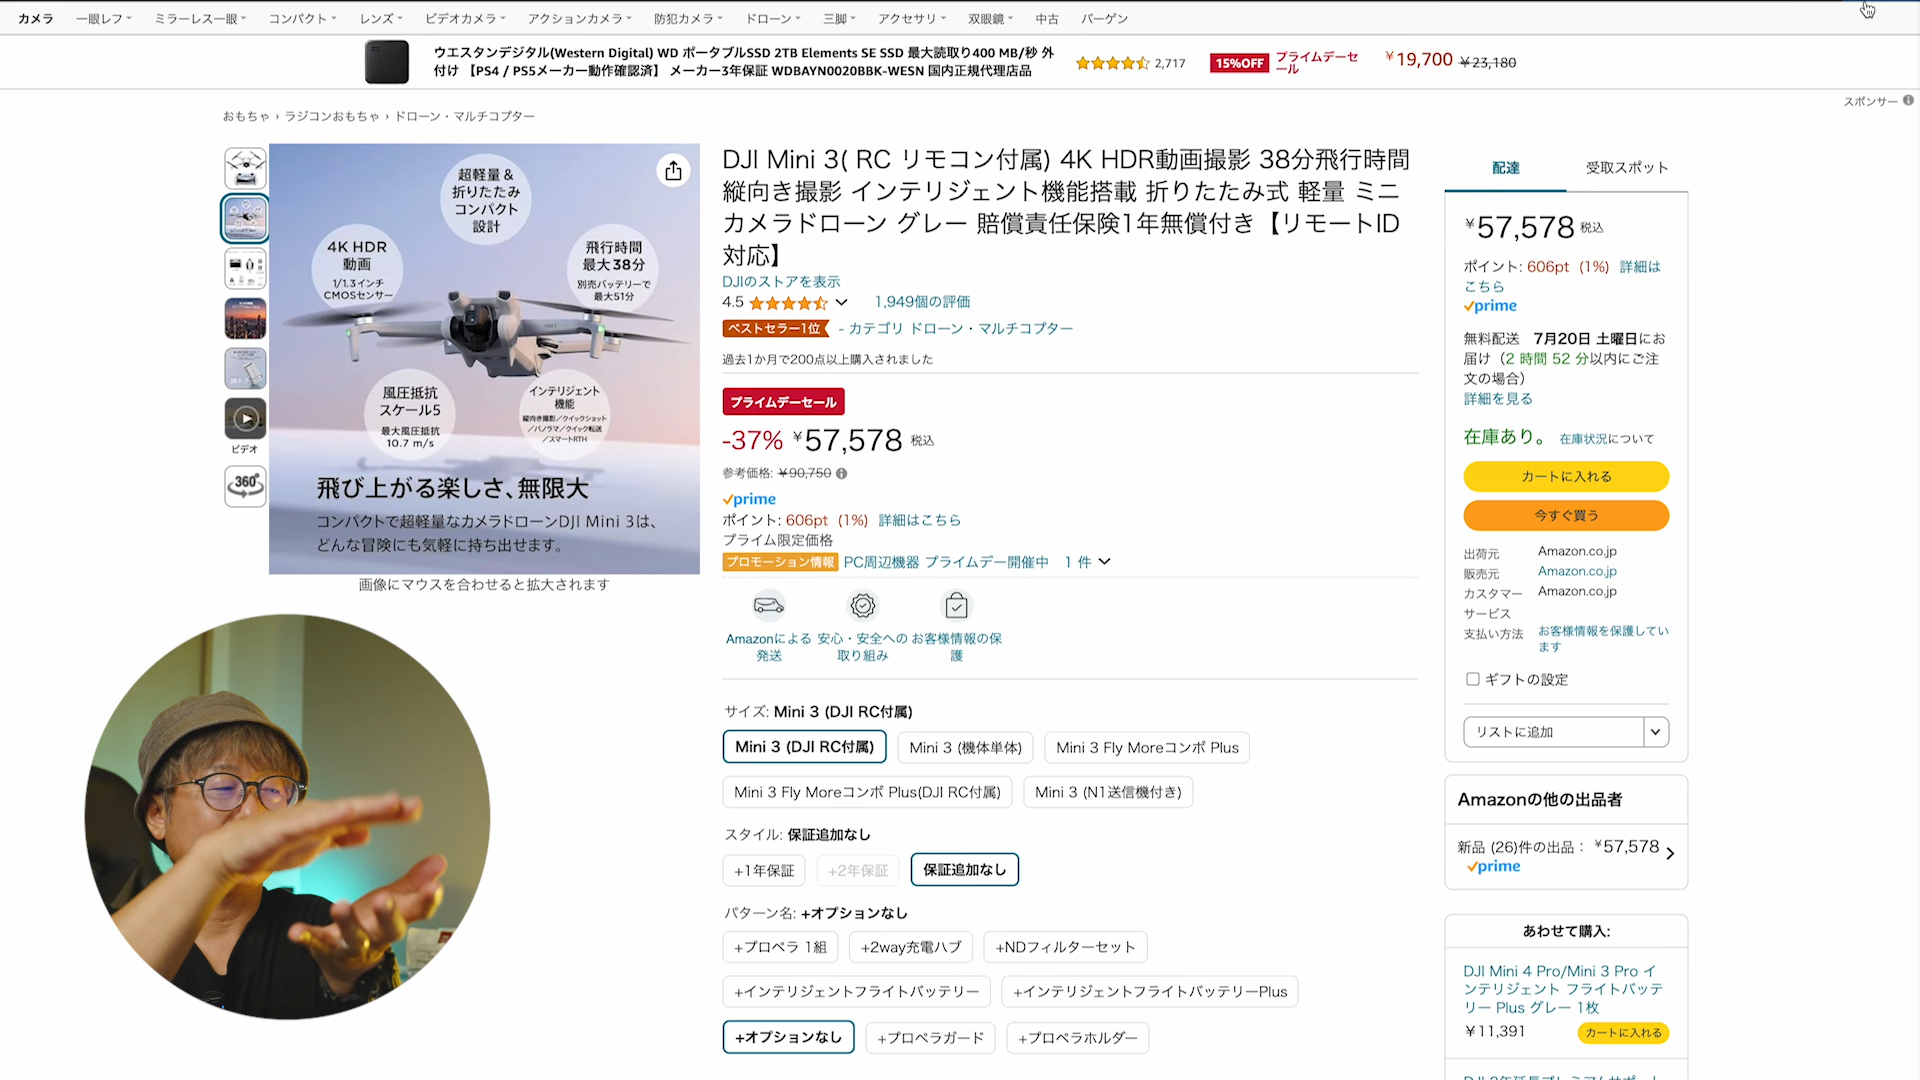 カメラ
一眼レフ
ミラーレス一眼
コンパクト
レンズ
ビデオカメラ
アクションカメラ
防犯カメラ
ドローン
三脚
アクセサリ
双眼鏡
中古
バーゲン
ウエスタンデジタル(Western Digital) WD ポータブルSSD 2TB Elements SE SSD 最大読取り400 MB/秒 外
付け 【PS4 / PS5メーカー動作確認済】 メーカー3年保証 WDBAYN0020BBK-WESN 国内正規代理店品
2,717
15%OFF
プライムデーセ
ール
¥19,700 ¥23,180
スポンサー
おもちゃ › ラジコンおもちゃ › ドローン・マルチコプター
超軽量 &
折りたたみ
コンパクト
設計
4K HDR
動画
1/1.3インチ
CMOSセンサー
飛行時間
最大38分
別売バッテリーで
最大51分
風圧抵抗
スケール5
最大風圧抵抗
10.7 m/s
インテリジェント
機能
縦向き撮影／クイックショット
／パノラマ／クイック転送
／スマートRTH
飛び上がる楽しさ、無限大
コンパクトで超軽量なカメラドローンDJI Mini 3は、
どんな冒険にも気軽に持ち出せます。
ビデオ
360°
画像にマウスを合わせると拡大されます
DJI Mini 3( RC リモコン付属) 4K HDR動画撮影 38分飛行時間
縦向き撮影 インテリジェント機能搭載 折りたたみ式 軽量 ミニ
カメラドローン グレー 賠償責任保険1年無償付き【リモートID
対応】
DJIのストアを表示
4.5
1,949個の評価
ベストセラー1位 - カテゴリ ドローン・マルチコプター
過去1か月で200点以上購入されました
プライムデーセール
-37% ¥57,578 税込
参考価格: ¥90,750
prime
ポイント: 606pt (1%) 詳細はこちら
プライム限定価格
プロモーション情報 PC周辺機器 プライムデー開催中 1 件
Amazonによる
発送
安心・安全への
取り組み
お客様情報の保
護
サイズ: Mini 3 (DJI RC付属)
Mini 3 (DJI RC付属)
Mini 3 (機体単体)
Mini 3 Fly Moreコンボ Plus
Mini 3 Fly Moreコンボ Plus(DJI RC付属)
Mini 3 (N1送信機付き)
スタイル: 保証追加なし
+1年保証
+2年保証
保証追加なし
パターン名: +オプションなし
+プロペラ 1組
+2way充電ハブ
+NDフィルターセット
+インテリジェントフライトバッテリー
+インテリジェントフライトバッテリーPlus
+オプションなし
+プロペラガード
+プロペラホルダー
配達
受取スポット
¥57,578 税込
ポイント: 606pt (1%) 詳細は
こちら
prime
無料配送 7月20日 土曜日にお
届け（2 時間 52 分以内にご注
文の場合）
詳細を見る
在庫あり。 在庫状況について
カートに入れる
今すぐ買う
出荷元 Amazon.co.jp
販売元 Amazon.co.jp
カスタマー
サービス
Amazon.co.jp
支払い方法
お客様情報を保護してい
ます
ギフトの設定
リストに追加
Amazonの他の出品者
新品 (26)件の出品： ¥57,578
prime
あわせて購入:
DJI Mini 4 Pro/Mini 3 Pro イ
ンテリジェント フライトバッテ
リー Plus グレー 1枚
¥11,391
カートに入れる